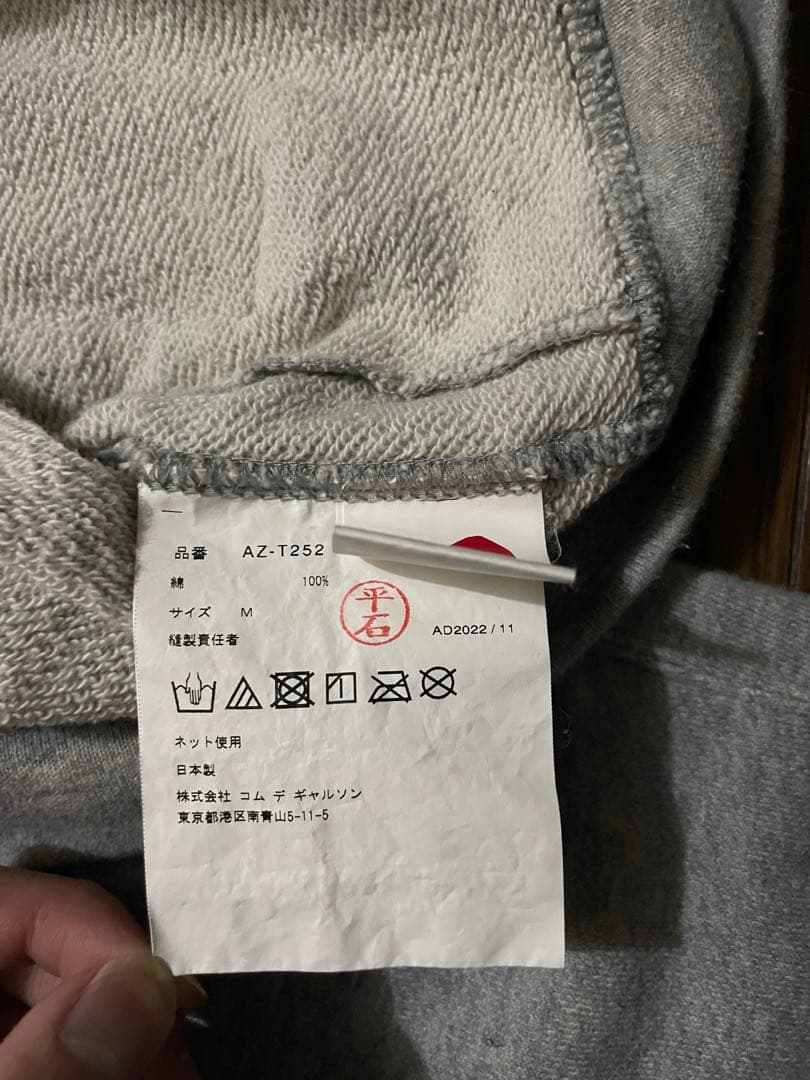 品番 AZ-T252
綿 100%
サイズ M
縫製責任者
平石
AD2022/11
ネット使用
日本製
株式会社 コム デ ギャルソン
東京都港区南青山5-11-5